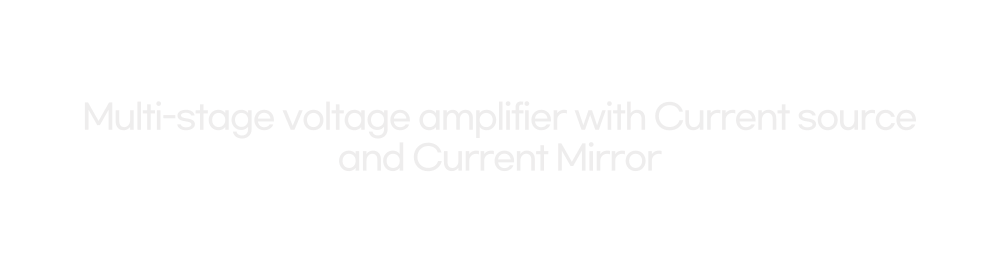 Multi-stage voltage amplifier with Current source
and Current Mirror